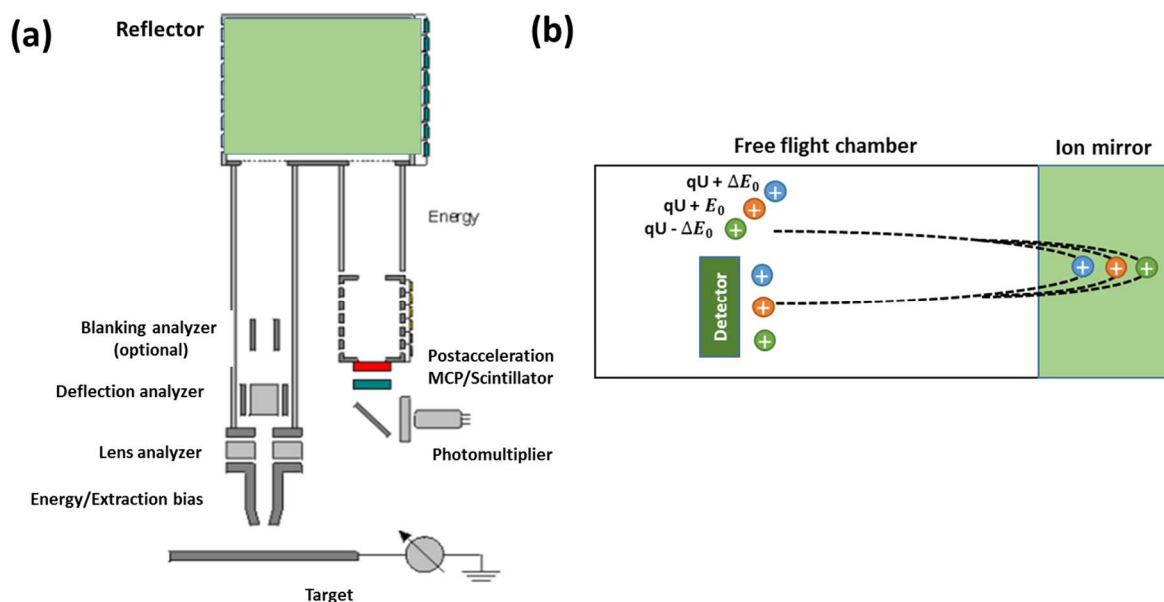 (a)
Reflector
Energy
Blanking analyzer
(optional)
Deflection analyzer
Lens analyzer
Energy/Extraction bias
Postacceleration
MCP/Scintillator
Photomultiplier
Target
(b)
Free flight chamber
Ion mirror
qU + ΔE₀
qU + E₀
qU - ΔE₀
+
+
+
+
+
+
Detector
+
+
+